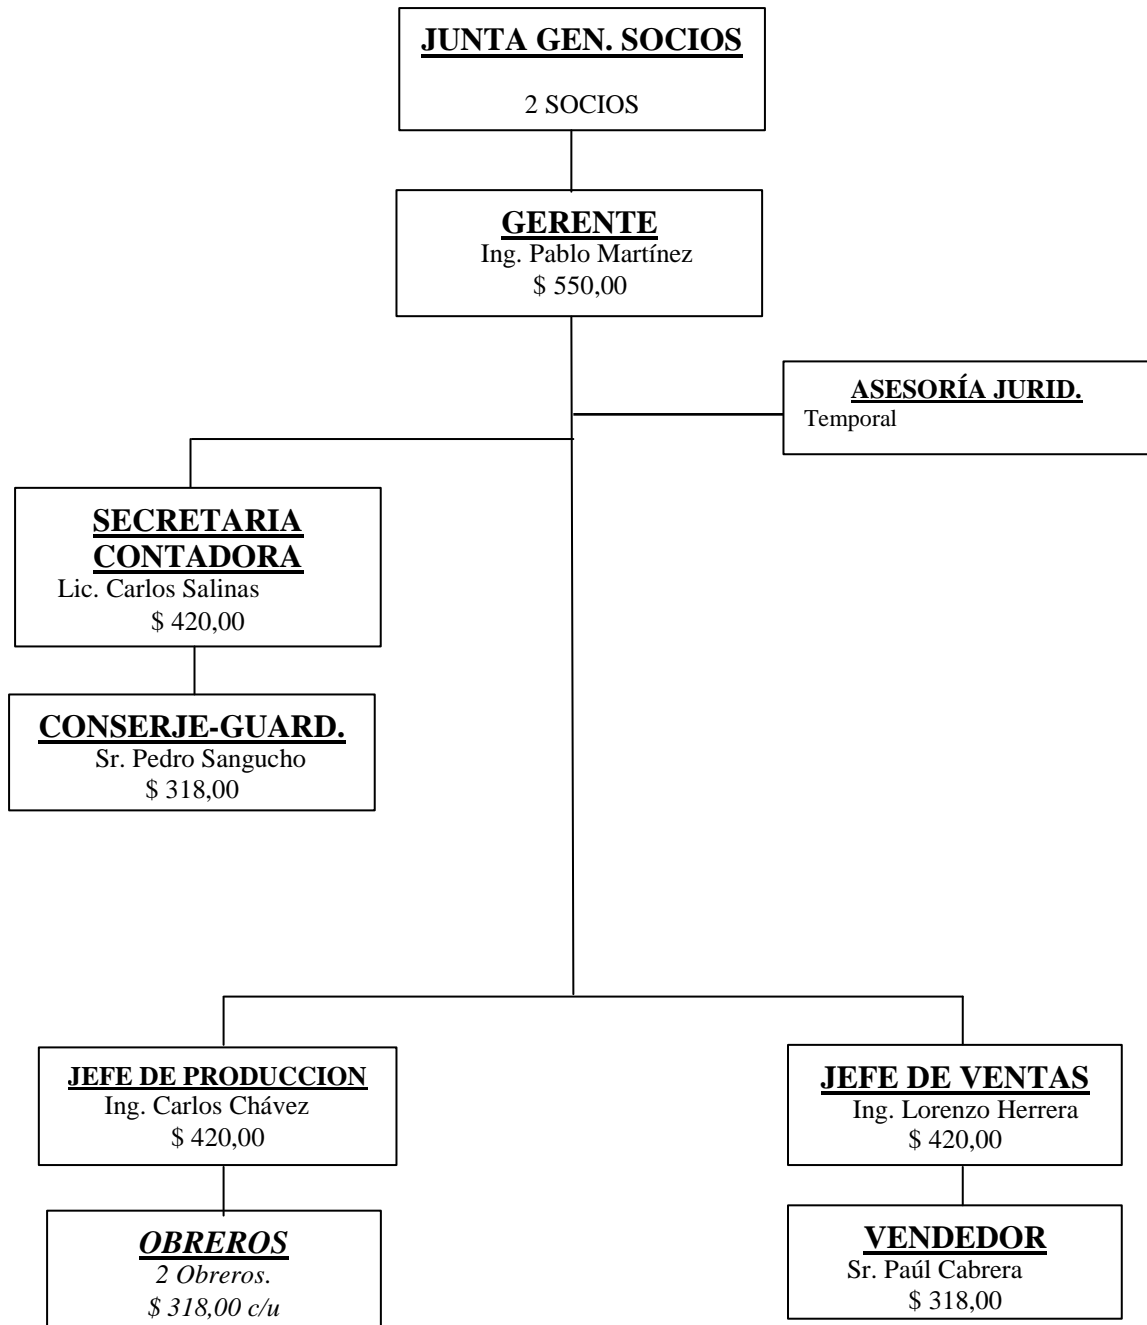 JUNTA GEN. SOCIOS
2 SOCIOS
GERENTE
Ing. Pablo Martínez
$ 550,00
ASESORÍA JURID.
Temporal
SECRETARIA
CONTADORA
Lic. Carlos Salinas
$ 420,00
CONSERJE-GUARD.
Sr. Pedro Sangucho
$ 318,00
JEFE DE PRODUCCION
Ing. Carlos Chávez
$ 420,00
JEFE DE VENTAS
Ing. Lorenzo Herrera
$ 420,00
OBREROS
2 Obreros.
$ 318,00 c/u
VENDEDOR
Sr. Paúl Cabrera
$ 318,00